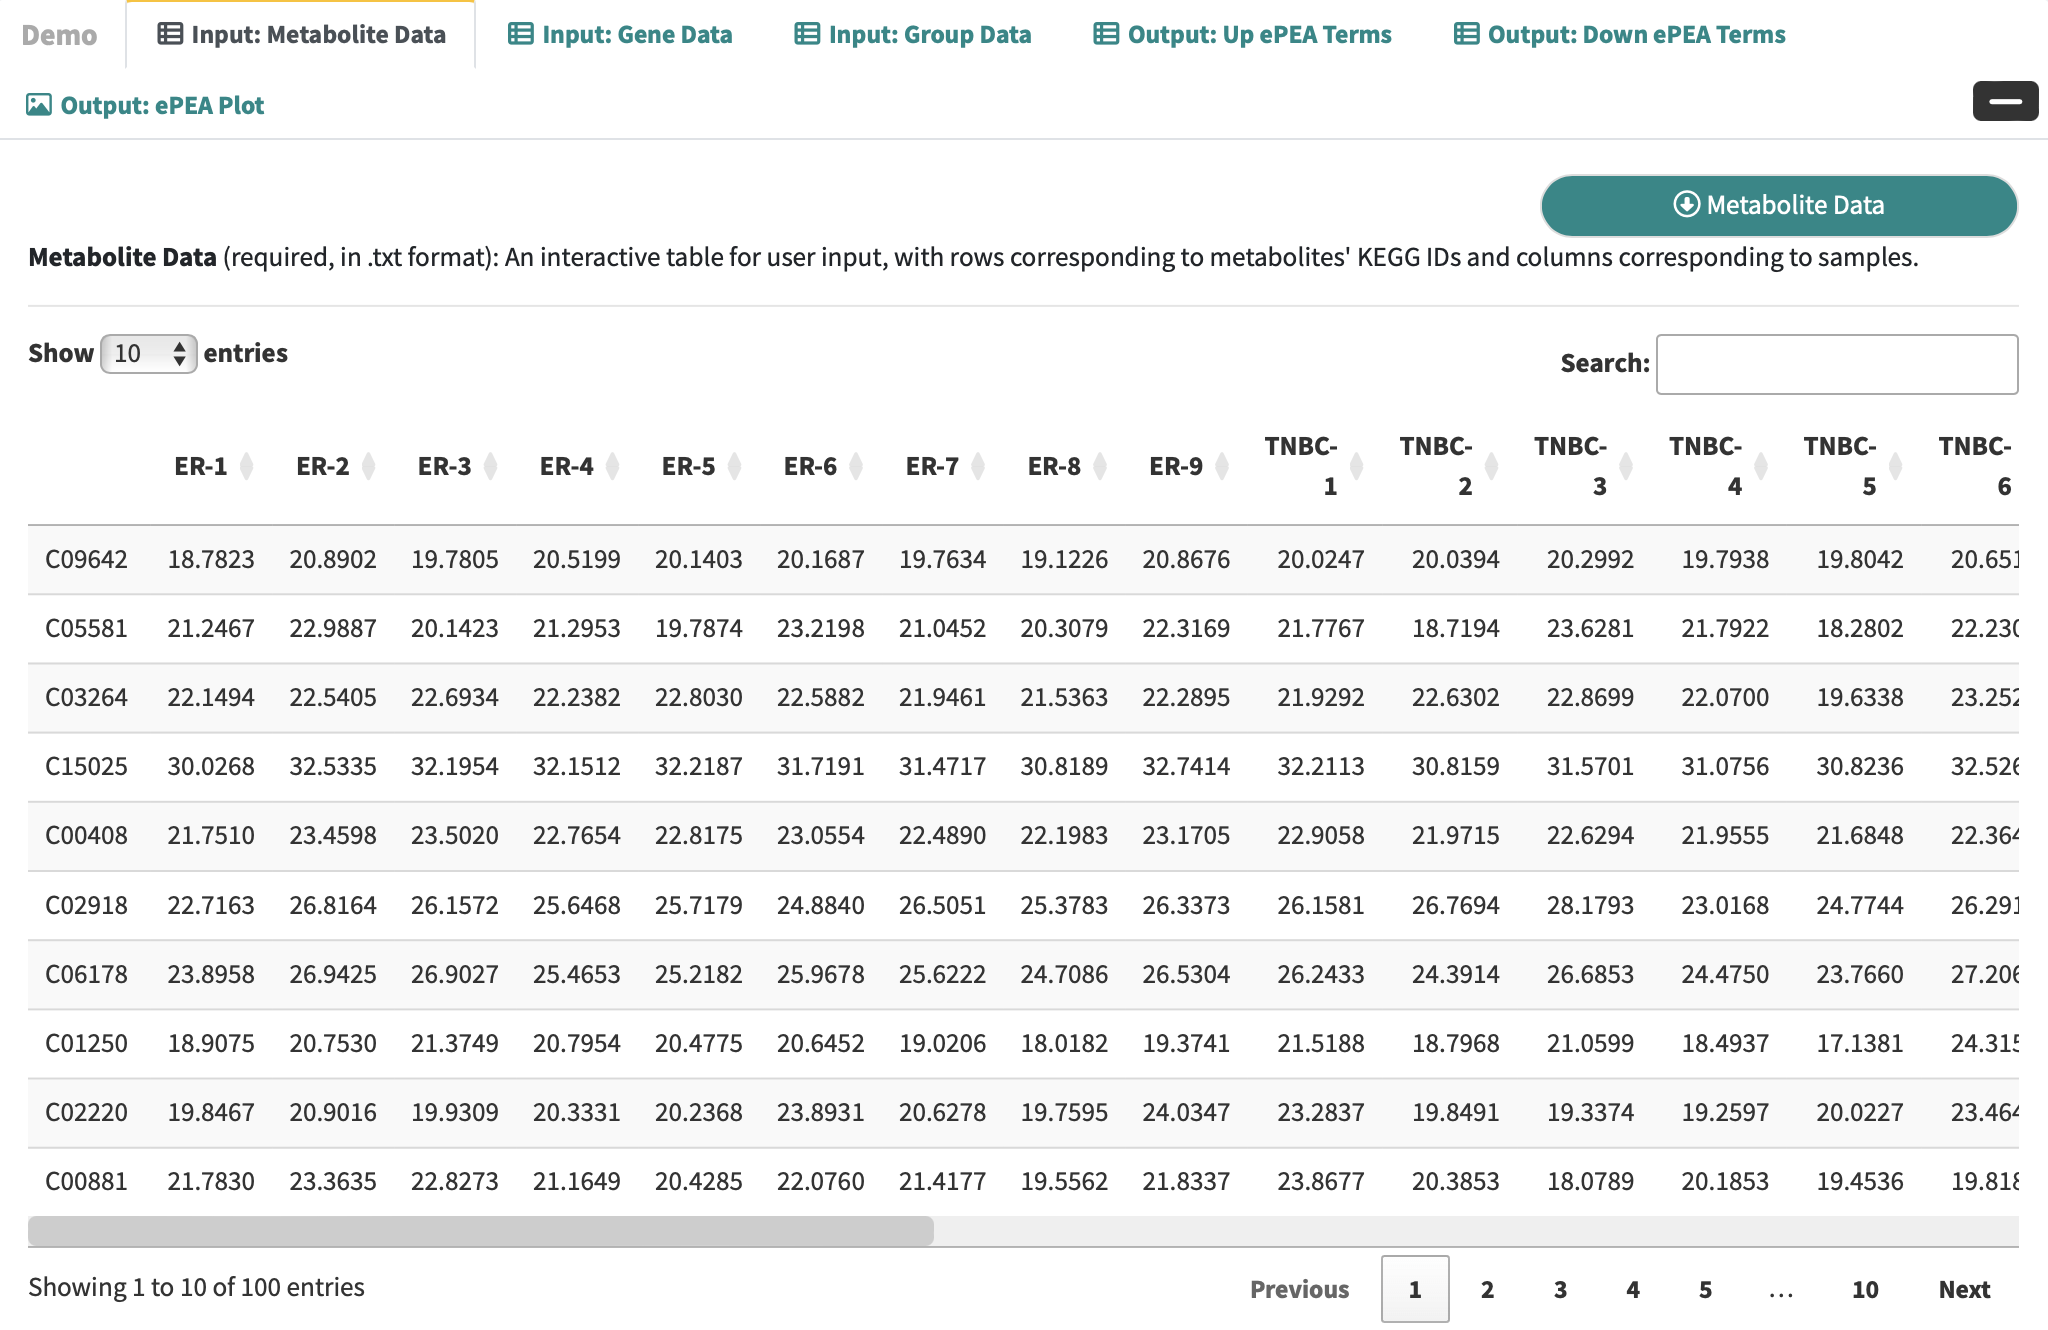 Demo Input: Metabolite Data Input: Gene Data Input: Group Data Output: Up ePEA Terms Output: Down ePEA Terms
Output: ePEA Plot
Metabolite Data
Metabolite Data (required, in .txt format): An interactive table for user input, with rows corresponding to metabolites' KEGG IDs and columns corresponding to samples.
Show 10 entries
Search:
ER-1 ER-2 ER-3 ER-4 ER-5 ER-6 ER-7 ER-8 ER-9 TNBC-1 TNBC-2 TNBC-3 TNBC-4 TNBC-5 TNBC-6
C09642 18.7823 20.8902 19.7805 20.5199 20.1403 20.1687 19.7634 19.1226 20.8676 20.0247 20.0394 20.2992 19.7938 19.8042 20.651
C05581 21.2467 22.9887 20.1423 21.2953 19.7874 23.2198 21.0452 20.3079 22.3169 21.7767 18.7194 23.6281 21.7922 18.2802 22.230
C03264 22.1494 22.5405 22.6934 22.2382 22.8030 22.5882 21.9461 21.5363 22.2895 21.9292 22.6302 22.8699 22.0700 19.6338 23.252
C15025 30.0268 32.5335 32.1954 32.1512 32.2187 31.7191 31.4717 30.8189 32.7414 32.2113 30.8159 31.5701 31.0756 30.8236 32.526
C00408 21.7510 23.4598 23.5020 22.7654 22.8175 23.0554 22.4890 22.1983 23.1705 22.9058 21.9715 22.6294 21.9555 21.6848 22.364
C02918 22.7163 26.8164 26.1572 25.6468 25.7179 24.8840 26.5051 25.3783 26.3373 26.1581 26.7694 28.1793 23.0168 24.7744 26.291
C06178 23.8958 26.9425 26.9027 25.4653 25.2182 25.9678 25.6222 24.7086 26.5304 26.2433 24.3914 26.6853 24.4750 23.7660 27.206
C01250 18.9075 20.7530 21.3749 20.7954 20.4775 20.6452 19.0206 18.0182 19.3741 21.5188 18.7968 21.0599 18.4937 17.1381 24.315
C02220 19.8467 20.9016 19.9309 20.3331 20.2368 23.8931 20.6278 19.7595 24.0347 23.2837 19.8491 19.3374 19.2597 20.0227 23.464
C00881 21.7830 23.3635 22.8273 21.1649 20.4285 22.0760 21.4177 19.5562 21.8337 23.8677 20.3853 18.0789 20.1853 19.4536 19.818
Showing 1 to 10 of 100 entries
Previous 1 2 3 4 5 ... 10 Next